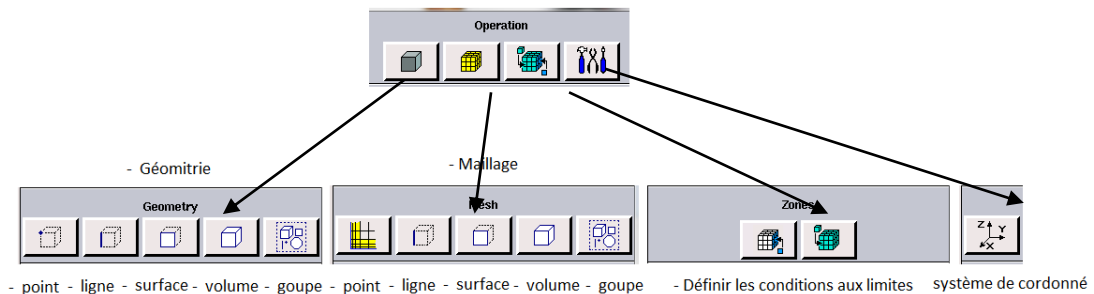 Operation
- Géomitrie
- Maillage
Geometry
Mesh
Zones
Z Y X
- point - ligne - surface - volume - goupe
- point - ligne - surface - volume - goupe
- Définir les conditions aux limites
système de cordonné